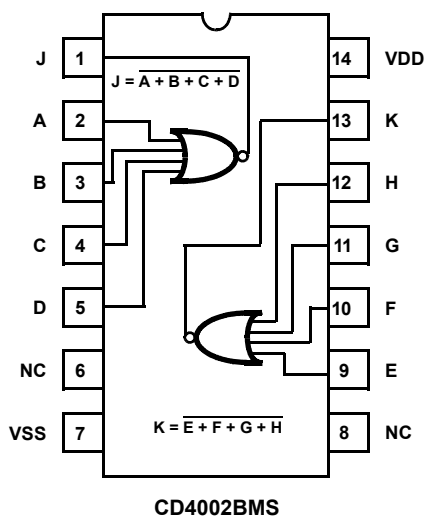 J 1 14 VDD
J = A + B + C + D
A 2 13 K
B 3 12 H
C 4 11 G
D 5 10 F
NC 6 9 E
K = E + F + G + H
VSS 7 8 NC
CD4002BMS